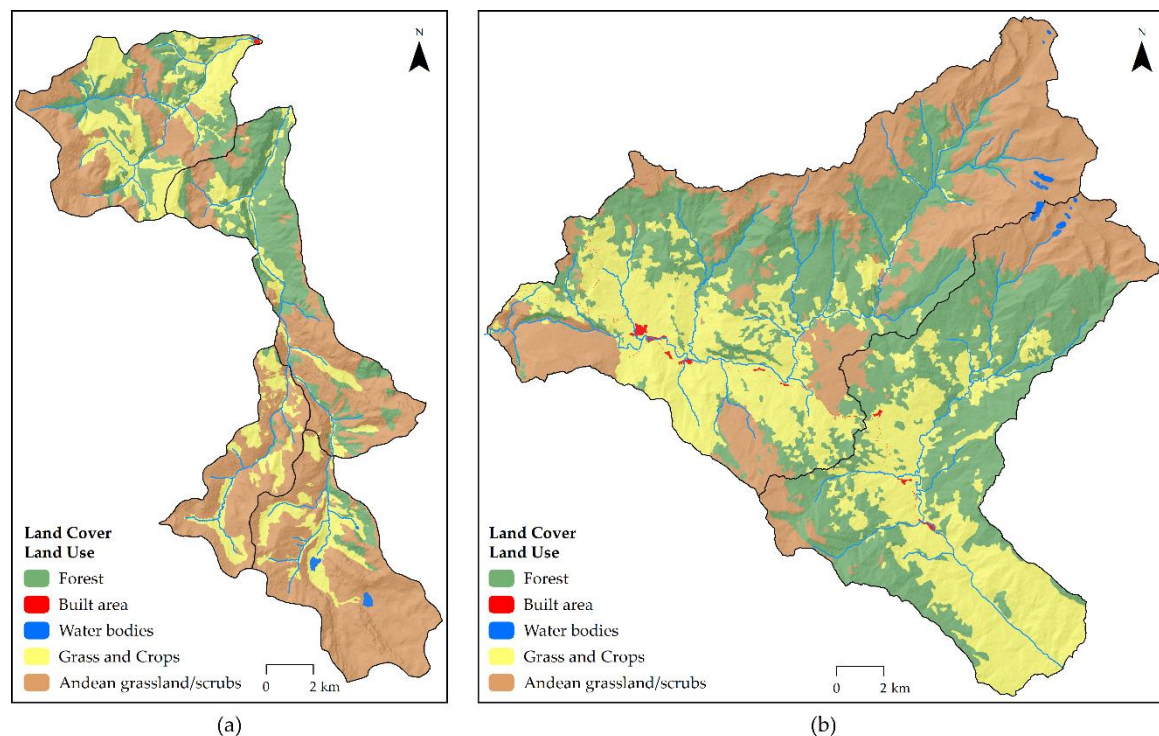 N
Land Cover
Land Use
Forest
Built area
Water bodies
Grass and Crops
Andean grassland/scrubs
0 2 km
(a)
N
Land Cover
Land Use
Forest
Built area
Water bodies
Grass and Crops
Andean grassland/scrubs
0 2 km
(b)